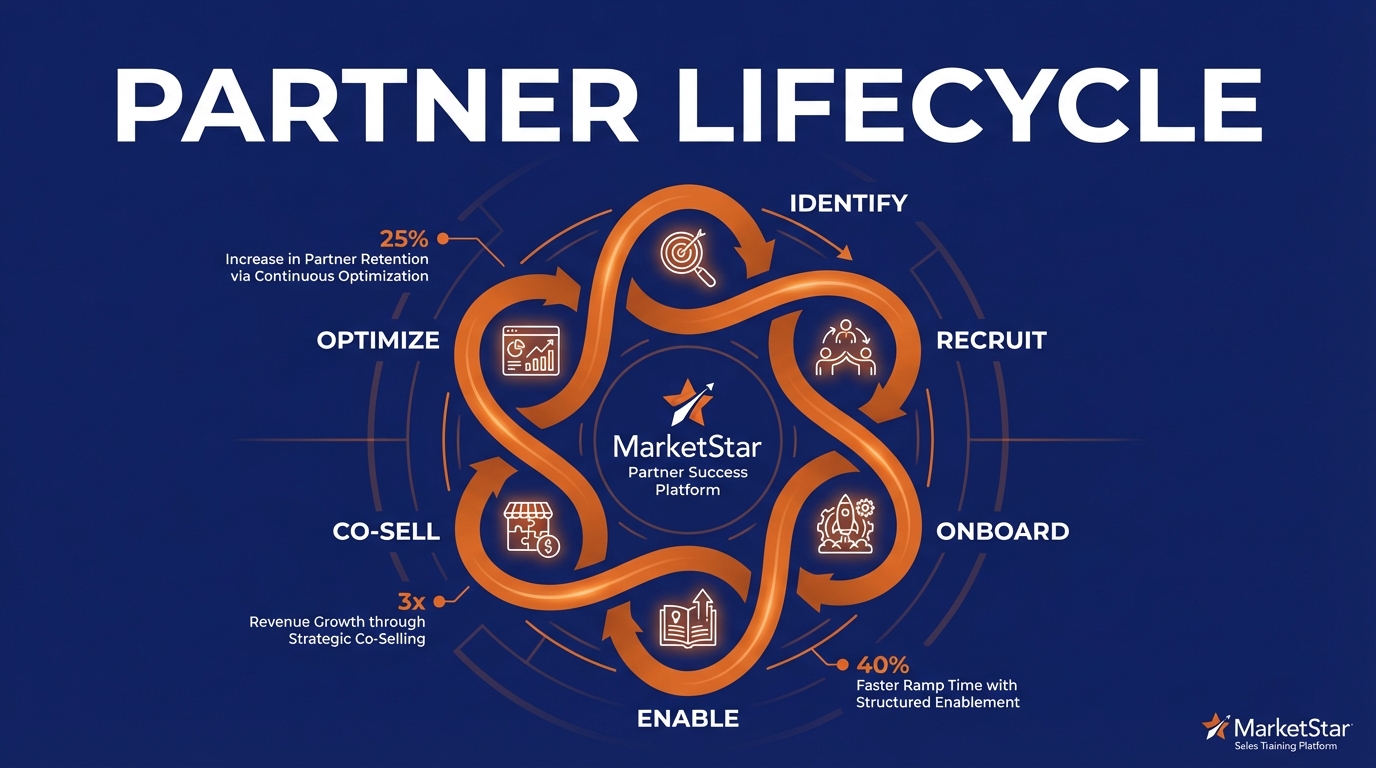 PARTNER LIFECYCLE
IDENTIFY
25%
Increase in Partner Retention
via Continuous Optimization
OPTIMIZE
RECRUIT
MarketStar
Partner Success
Platform
CO-SELL
ONBOARD
3x
Revenue Growth through
Strategic Co-Selling
40%
Faster Ramp Time with
Structured Enablement
ENABLE
MarketStar
Seles Training Platform